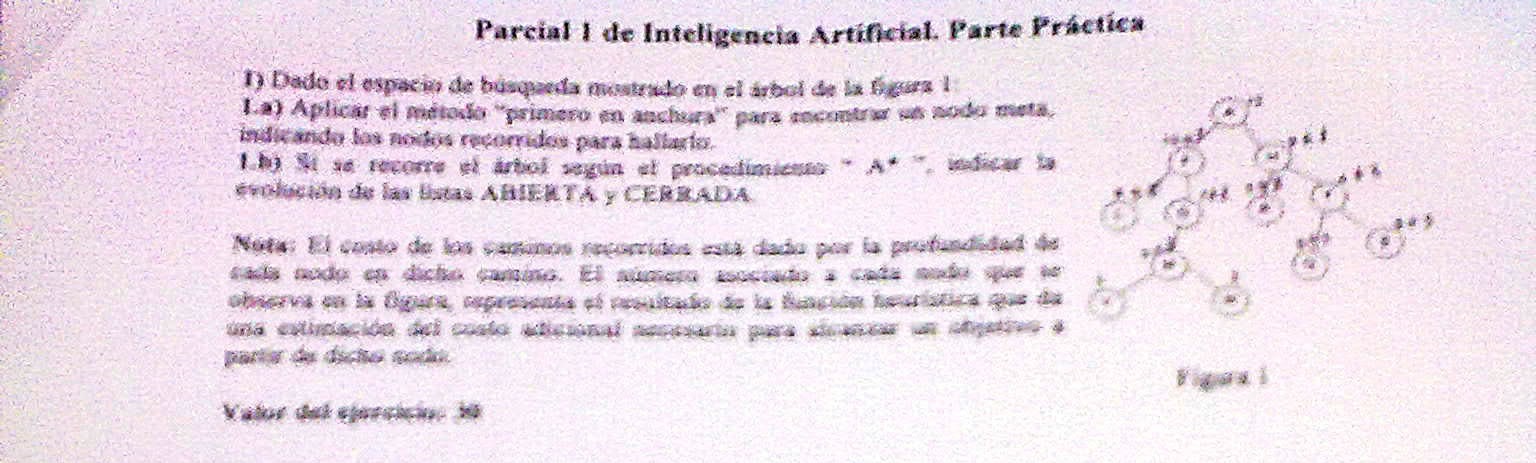 Parcial 1 de Inteligencia Artificial. Parte Práctica
1) Dado el espacio de búsqueda mostrado en el árbol de la figura 1:
1.a) Aplicar el método "primero en anchura" para encontrar un nodo meta,
indicando los nodos recorridos para hallarlo.
1.b) Si se recorre el árbol según el procedimiento " A* ", indicar la
evolución de las listas ABIERTA y CERRADA.
Nota: El costo de los caminos recorridos está dado por la profundidad de
cada nodo en dicho camino. El número asociado a cada nodo que se
observa en la figura, representa el resultado de la función heurística que da
una estimación del costo adicional necesario para alcanzar un objetivo a
partir de dicho nodo.
Valor del ejercicio: 30
Figura 1